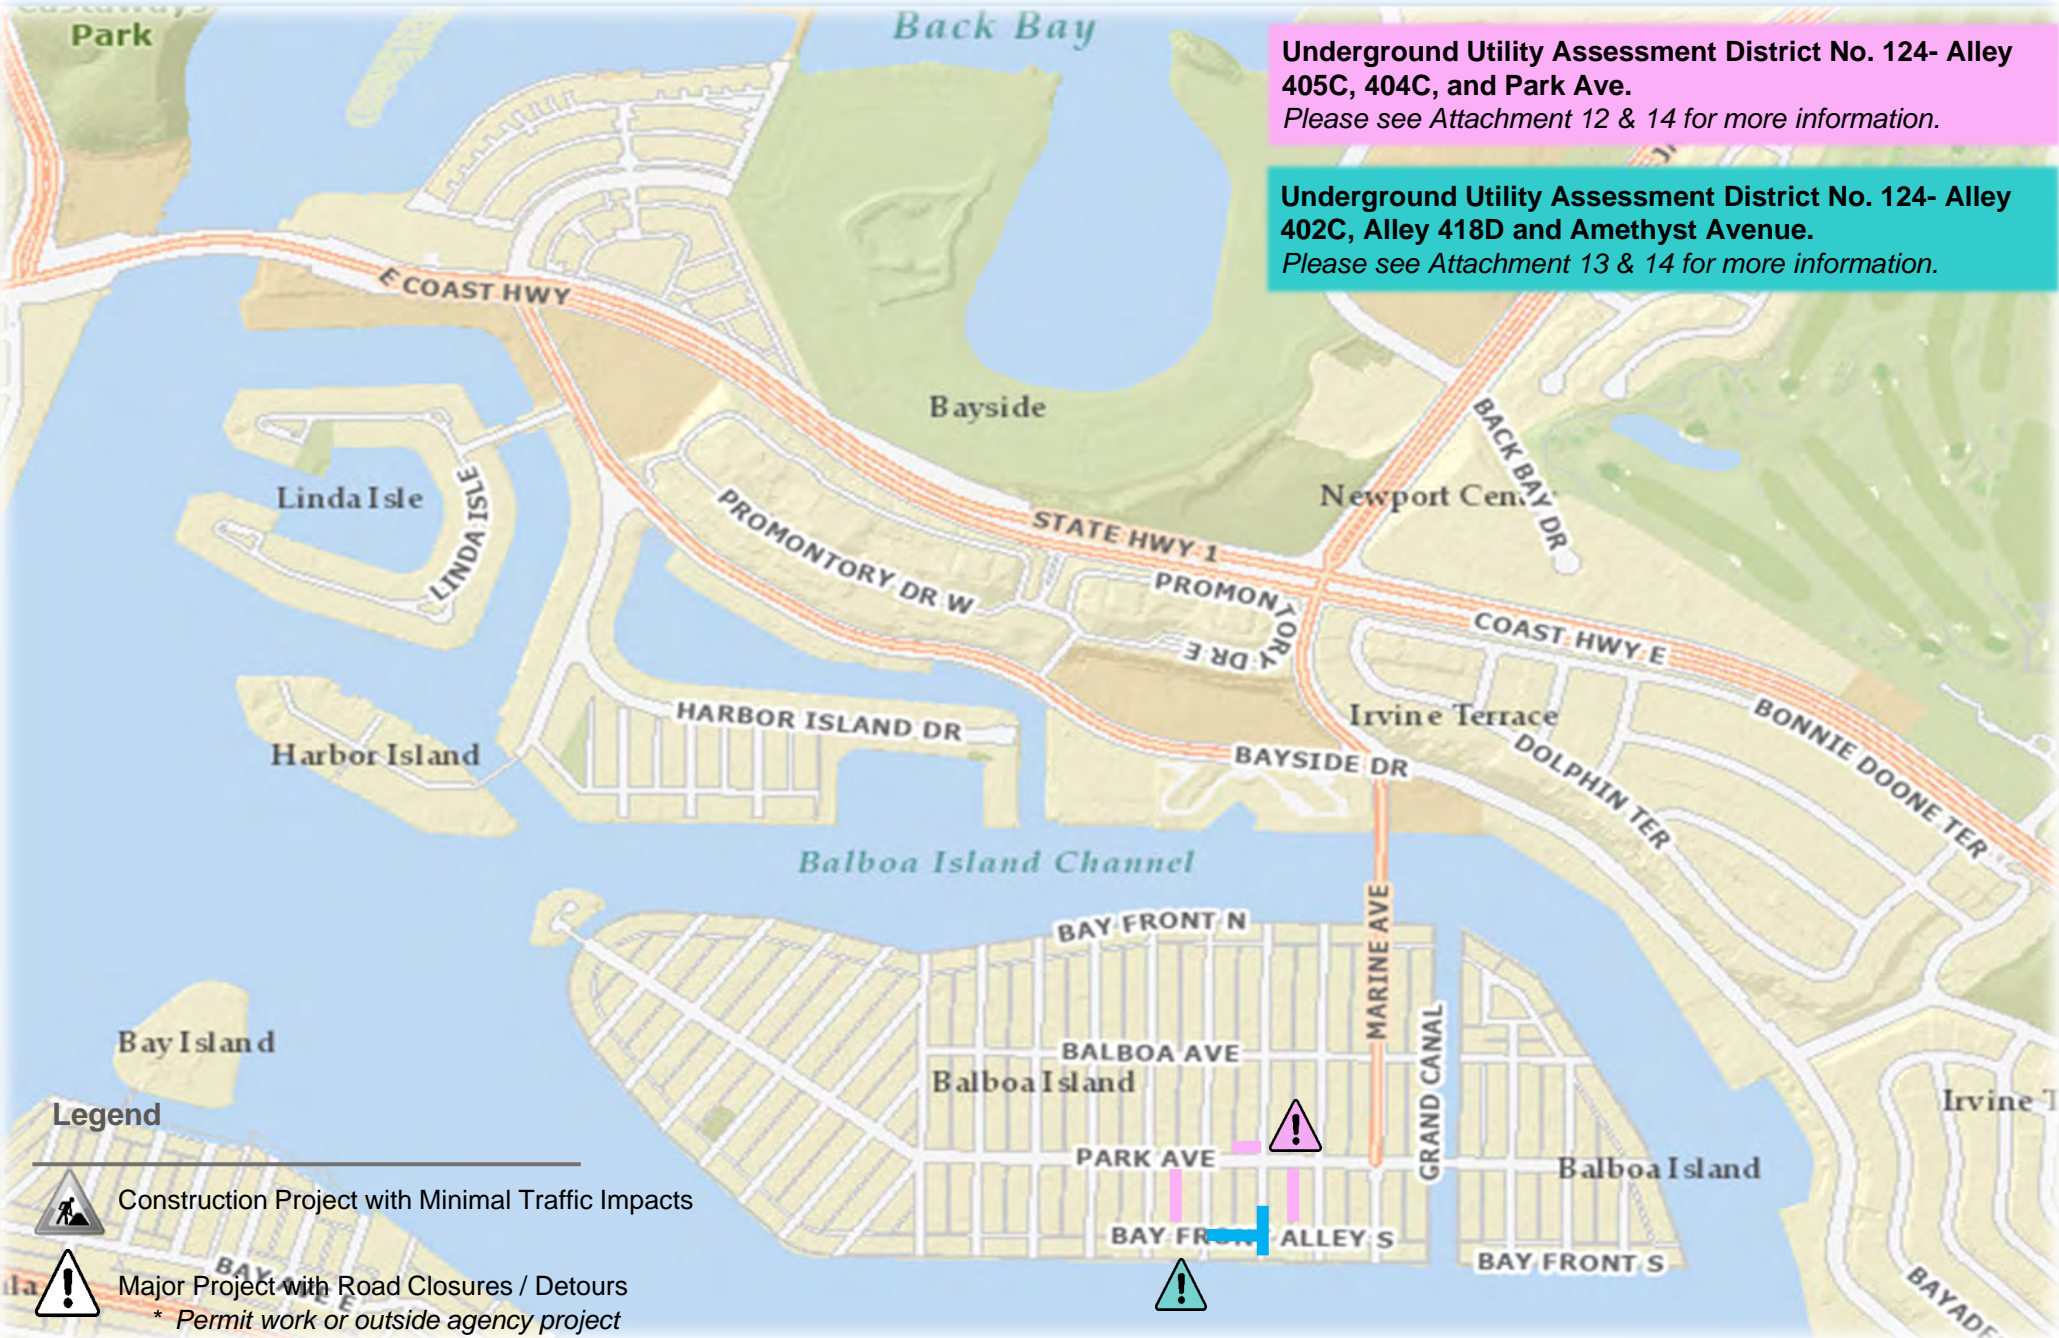 Castaways
Park
Back Bay
Underground Utility Assessment District No. 124- Alley
405C, 404C, and Park Ave.
Please see Attachment 12 & 14 for more information.
Underground Utility Assessment District No. 124- Alley
402C, Alley 418D and Amethyst Avenue.
Please see Attachment 13 & 14 for more information.
E COAST HWY
Bayside
BACK BAY DR
Linda Isle
LINDA ISLE
Newport Cen
PROMONTORY DR W
STATE HWY 1
PROMONTORY DR E
COAST HWY E
HARBOR ISLAND DR
Irvine Terrace
BONNIE DOONE TER
Harbor Island
BAYSIDE DR
DOLPHIN TER
Balboa Island Channel
BAY FRONT N
MARINE AVE
GRAND CANAL
Bay Island
BALBOA AVE
Balboa Island
Irvine T
PARK AVE
Balboa Island
BAY FRONT ALLEY S
BAY FRONT S
BAYADE
Legend
Construction Project with Minimal Traffic Impacts
BAY AVE E
Major Project with Road Closures / Detours
* Permit work or outside agency project